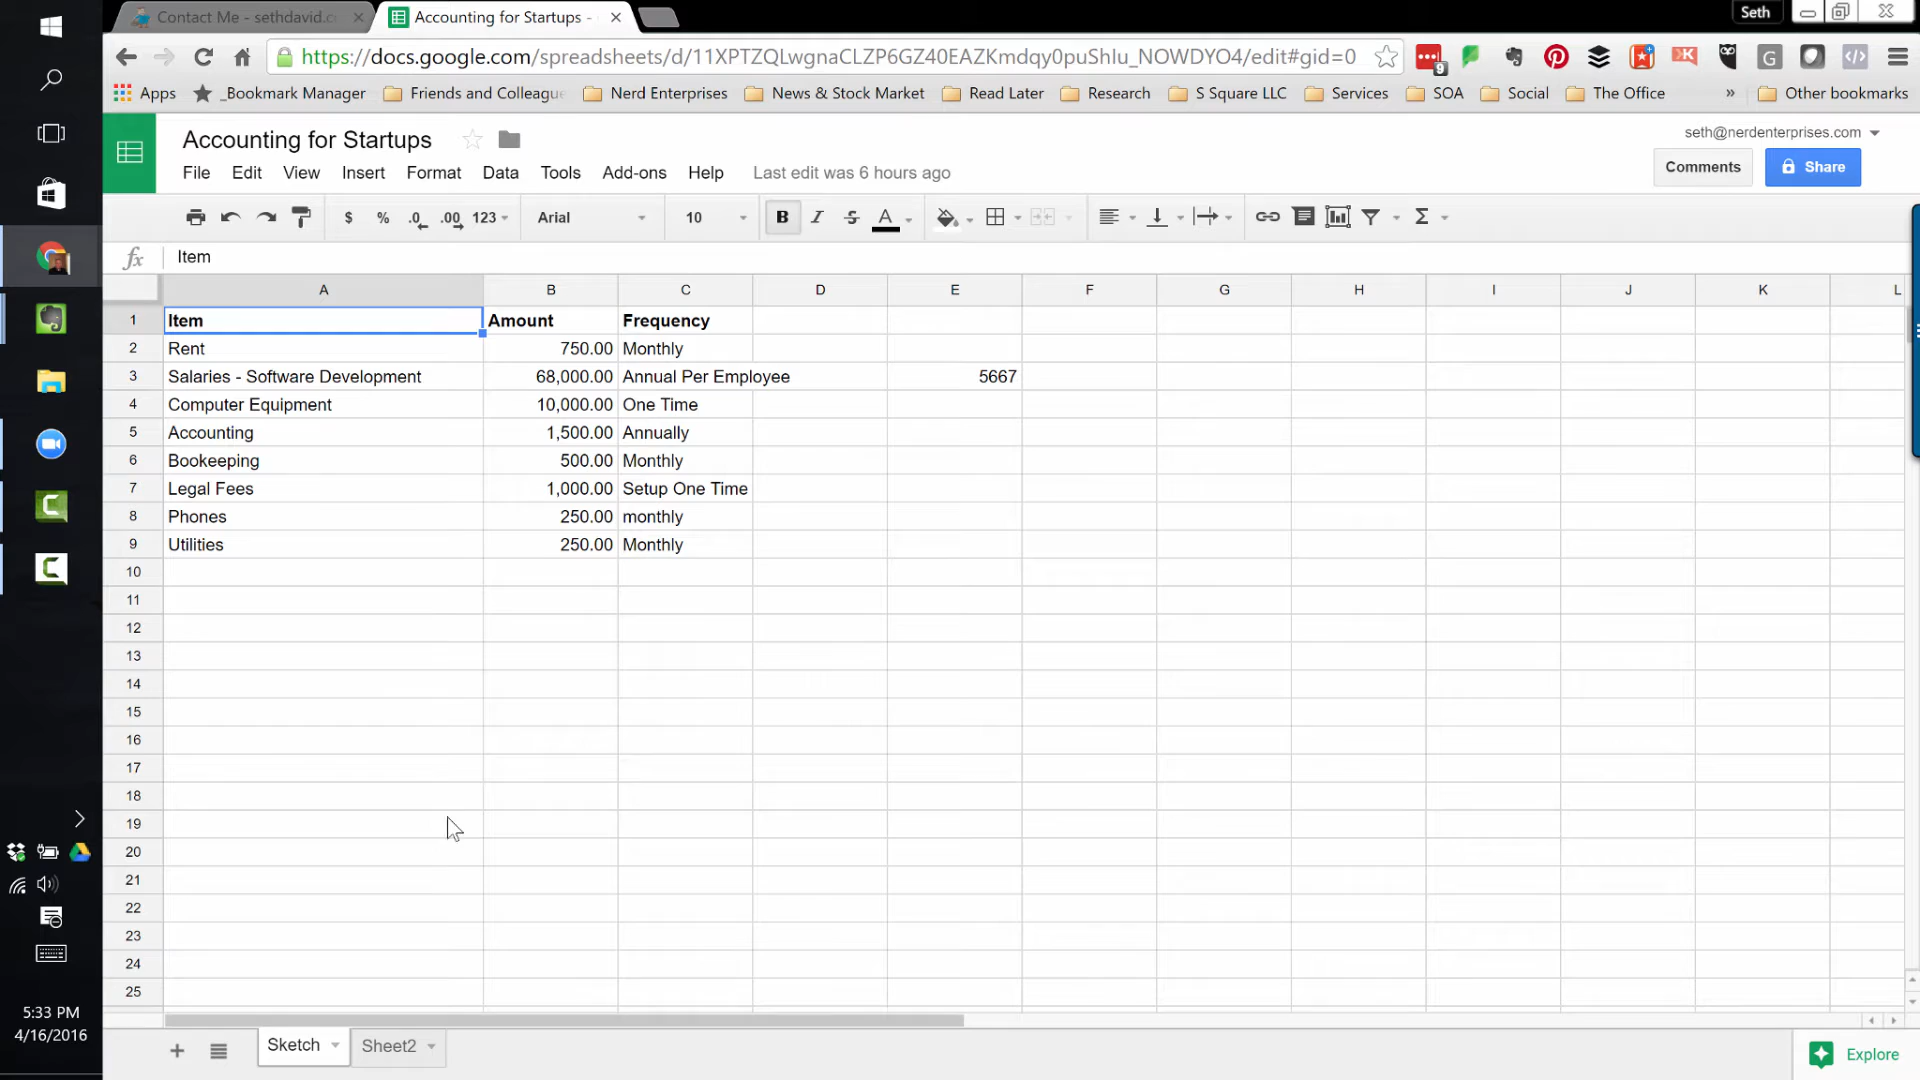 Contact Me - sethdavid.c
Accounting for Startups -
Seth
https://docs.google.com/spreadsheets/d/11XPTZQLwgnaCLZP6GZ40EAZKmdqy0puShlu_NOWDYO4/edit#gid=0
9
Apps
_Bookmark Manager
Friends and Colleague
Nerd Enterprises
News & Stock Market
Read Later
Research
S Square LLC
Services
SOA
Social
The Office
»
Other bookmarks
Accounting for Startups
seth@nerdenterprises.com
File Edit View Insert Format Data Tools Add-ons Help Last edit was 6 hours ago
Comments
Share
$ % .0 .00 123 Arial 10 B I S A Σ
fx Item
A B C D E F G H I J K L
1 Item Amount Frequency
2 Rent 750.00 Monthly
3 Salaries - Software Development 68,000.00 Annual Per Employee 5667
4 Computer Equipment 10,000.00 One Time
5 Accounting 1,500.00 Annually
6 Bookeeping 500.00 Monthly
7 Legal Fees 1,000.00 Setup One Time
8 Phones 250.00 monthly
9 Utilities 250.00 Monthly
10
11
12
13
14
15
16
17
18
19
20
21
22
23
24
25
5:33 PM
4/16/2016
Sketch
Sheet2
Explore